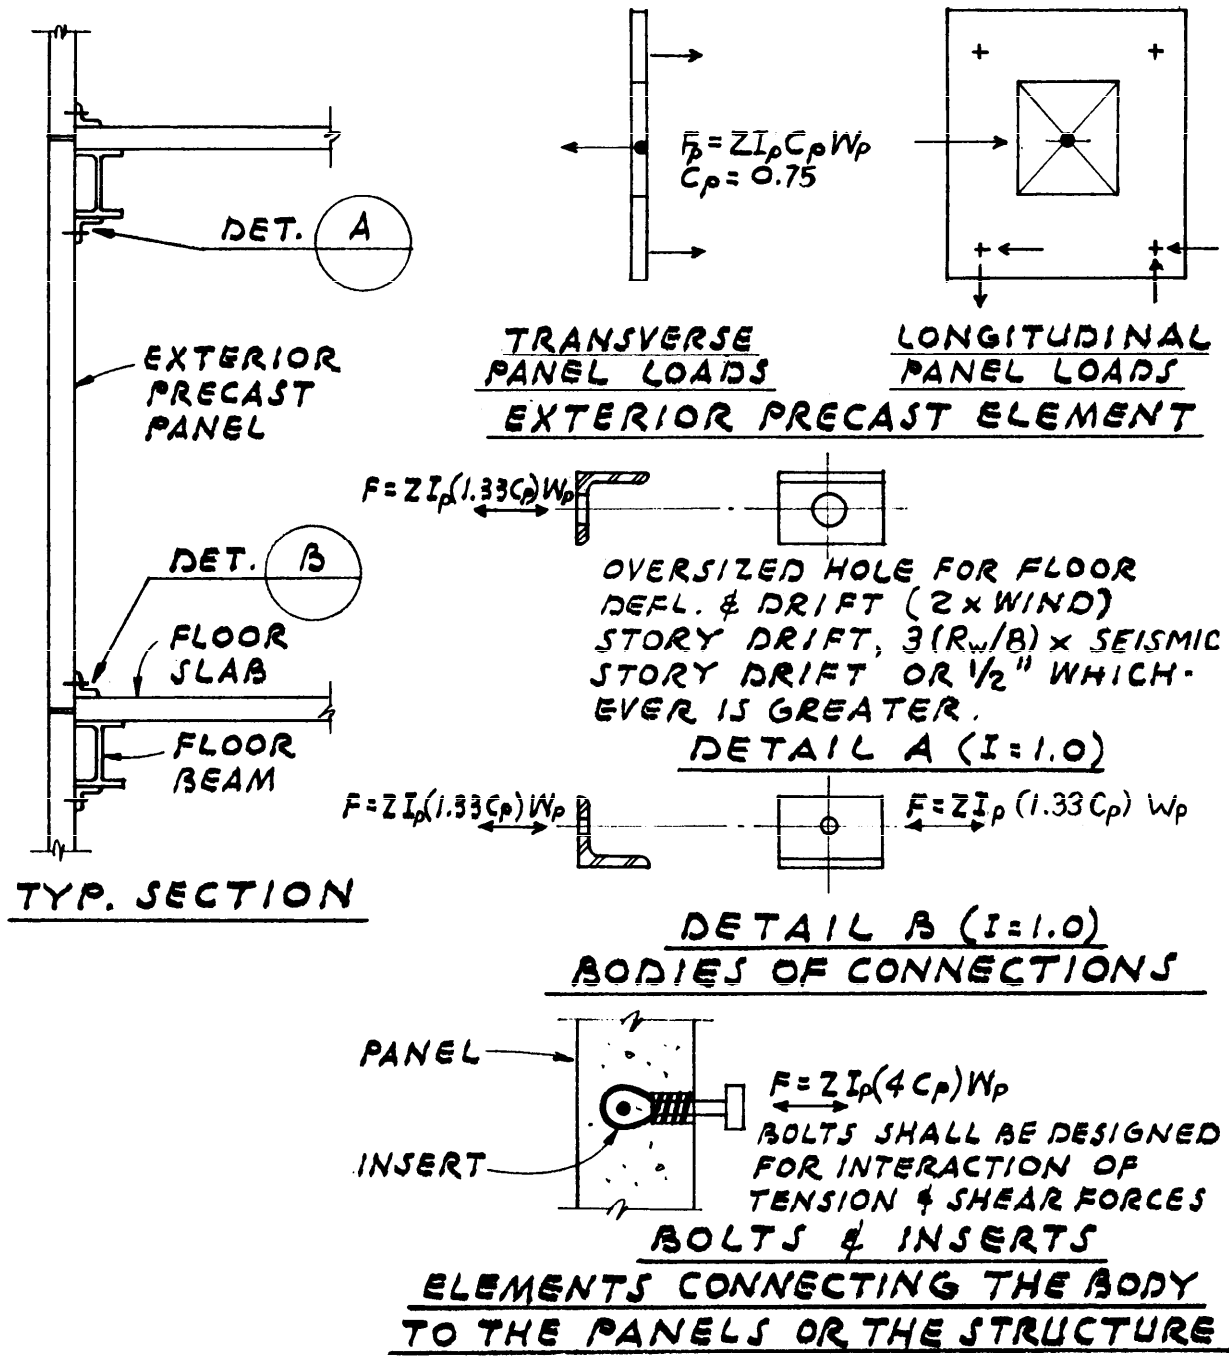 DET. A
EXTERIOR
PRECAST
PANEL
DET. B
FLOOR
SLAB
FLOOR
BEAM
TYP. SECTION
Fp = ZIpCpWp
Cp = 0.75
TRANSVERSE
PANEL LOADS
LONGITUDINAL
PANEL LOADS
EXTERIOR PRECAST ELEMENT
F = ZIp(1.33Cp)Wp
OVERSIZED HOLE FOR FLOOR
DEFL. & DRIFT (2 x WIND)
STORY DRIFT, 3(Rw/8) x SEISMIC
STORY DRIFT OR 1/2" WHICH-
EVER IS GREATER.
DETAIL A (I = 1.0)
F = ZIp(1.33Cp)Wp
F = ZIp (1.33Cp) Wp
DETAIL B (I = 1.0)
BODIES OF CONNECTIONS
PANEL
INSERT
F = ZIp(4Cp)Wp
BOLTS SHALL BE DESIGNED
FOR INTERACTION OF
TENSION & SHEAR FORCES
BOLTS & INSERTS
ELEMENTS CONNECTING THE BODY
TO THE PANELS OR THE STRUCTURE